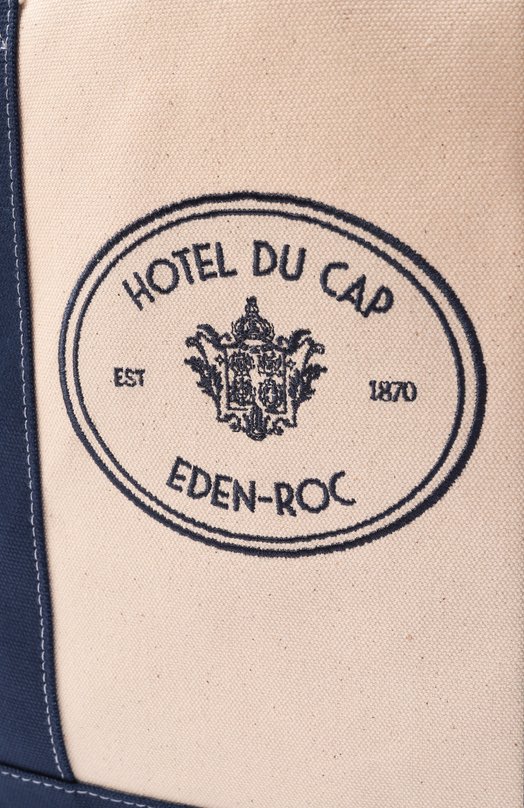 HOTEL DU CAP
EST 1870
EDEN-ROC